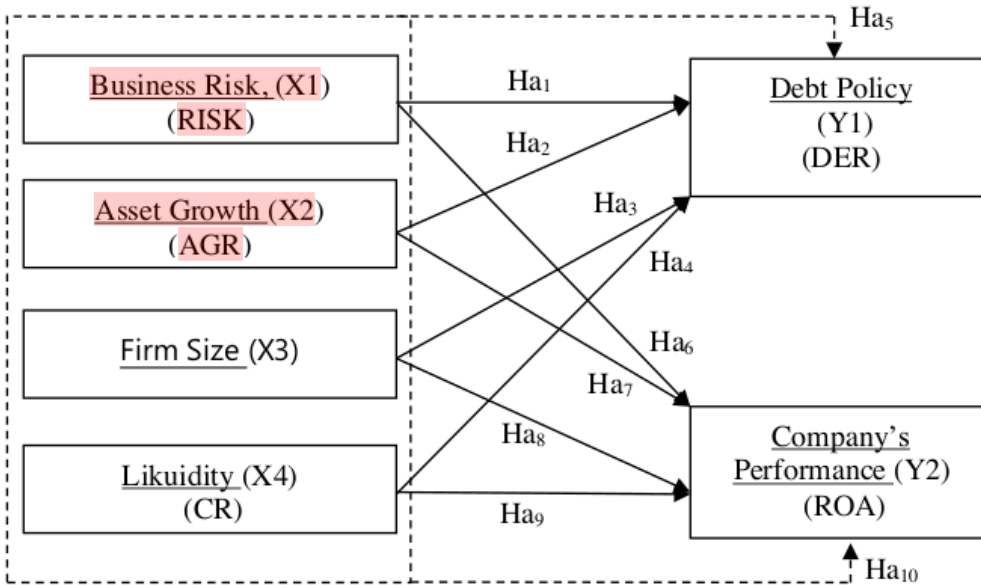 Ha5
Business Risk, (X1)
(RISK)
Ha1
Debt Policy
(Y1)
(DER)
Ha2
Asset Growth (X2)
(AGR)
Ha3
Ha4
Firm Size (X3)
Ha6
Ha7
Ha8
Company's
Performance (Y2)
(ROA)
Likuidity (X4)
(CR)
Ha9
Ha10